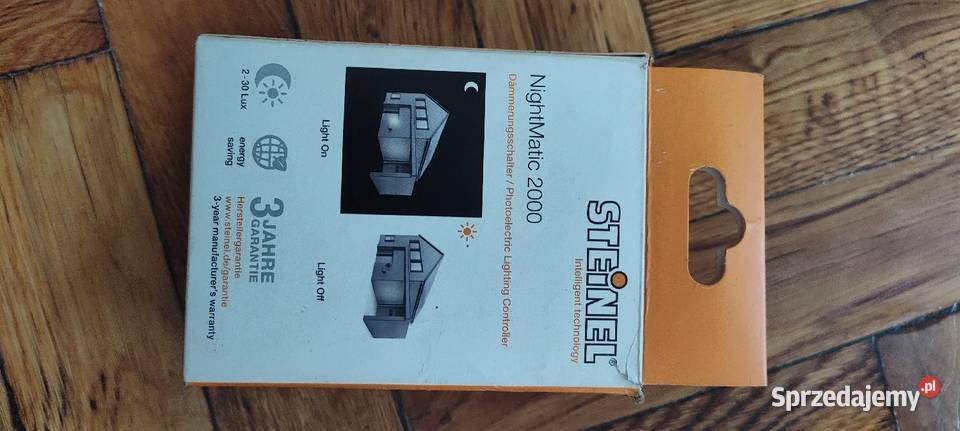 STEiNEL®
Intelligent technology
NightMatic 2000
Dämmerungsschalter / Photoelectric Lighting Controller
Light On
Light Off
2 - 30 Lux
energy
saving
3 JAHRE
GARANTIE
Herstellergarantie
www.steinel.de/garantie
3-year manufacturer's warranty
Sprzedajemy.pl